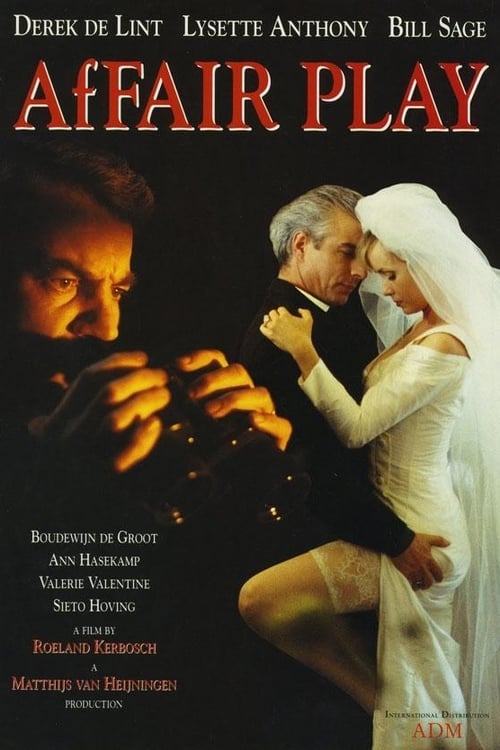 DEREK DE LINT LYSETTE ANTHONY BILL SAGE
AfFAIR PLAY
BOUDEWIJN DE GROOT
ANN HASEKAMP
VALERIE VALENTINE
SIETO HOVING
A FILM BY
ROELAND KERBOSCH
A
MATTHIJS VAN HEIJNINGEN
PRODUCTION
INTERNATIONAL DISTRIBUTION
ADM